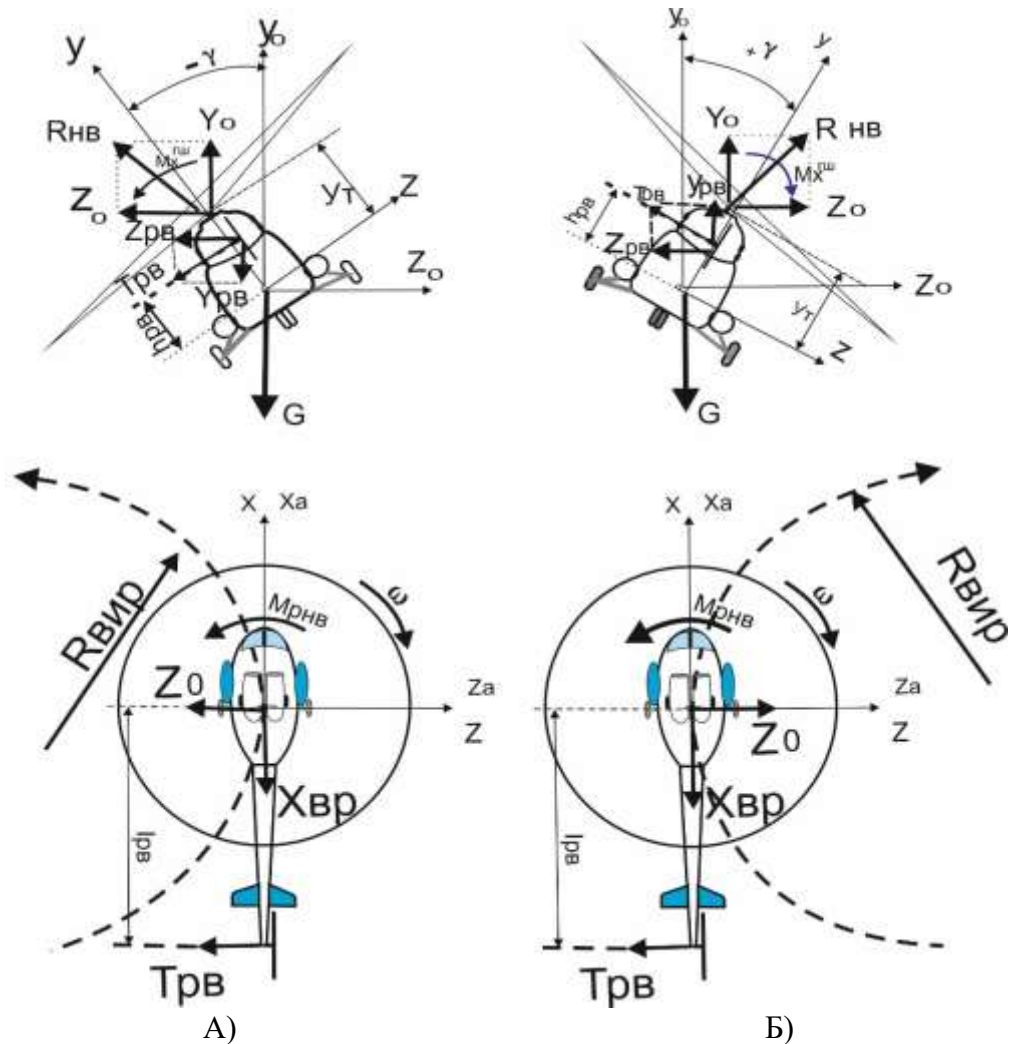 y
- γ
yₒ
Rнв
Yo
Mx гш
Zo
yт
Z
Zрв
Tрв
Yрв
hрв
Zo
G
yₒ
+ γ
y
Yo
R нв
Mx гш
yрв
Tрв
hрв
Zo
Zрв
Zo
yт
Z
G
X Xa
ω
Mрнв
Rвир
Z0
Za
Z
Xвр
lрв
Tрв
X Xa
ω
Mрнв
Rвир
Za
Z
Z0
Xвр
lрв
Tрв
А) Б)